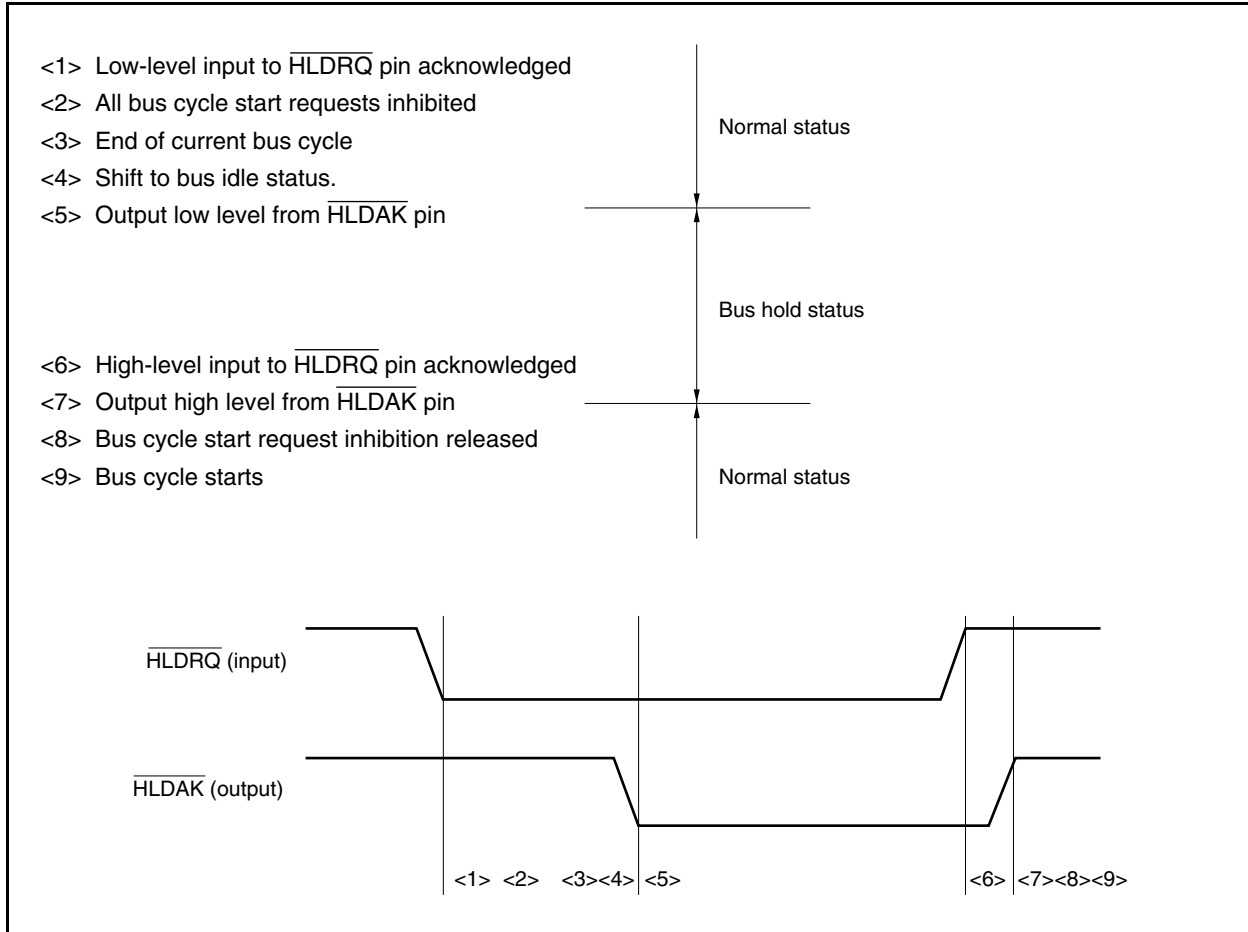 <1> Low-level input to HLDRQ pin acknowledged
<2> All bus cycle start requests inhibited
<3> End of current bus cycle
<4> Shift to bus idle status.
<5> Output low level from HLDAK pin
Normal status
Bus hold status
<6> High-level input to HLDRQ pin acknowledged
<7> Output high level from HLDAK pin
<8> Bus cycle start request inhibition released
<9> Bus cycle starts
Normal status
HLDRQ (input)
HLDAK (output)
<1> <2> <3><4> <5> <6> <7><8><9>